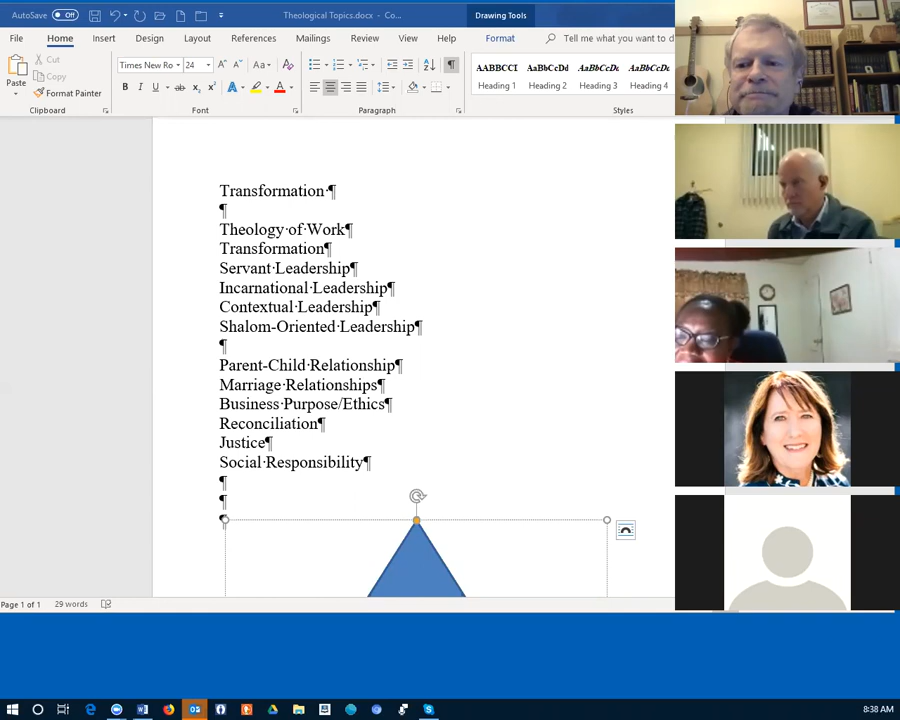 AutoSave Off Theological Topics.docx - Co... Drawing Tools
File Home Insert Design Layout References Mailings Review View Help Format Tell me what you want to d
Paste Cut Copy Format Painter
Times New Ro 24
AABBCCI AaBbCcDd AaBbCcDd AaBbCcDd
Heading 1 Heading 2 Heading 3 Heading 4
Clipboard Font Paragraph Styles
Transformation·¶
¶
Theology·of·Work¶
Transformation¶
Servant·Leadership¶
Incarnational·Leadership¶
Contextual·Leadership¶
Shalom-Oriented·Leadership¶
¶
Parent-Child·Relationship¶
Marriage·Relationships¶
Business·Purpose/Ethics¶
Reconciliation¶
Justice¶
Social·Responsibility¶
¶
¶
¶
Page 1 of 1 29 words
8:38 AM